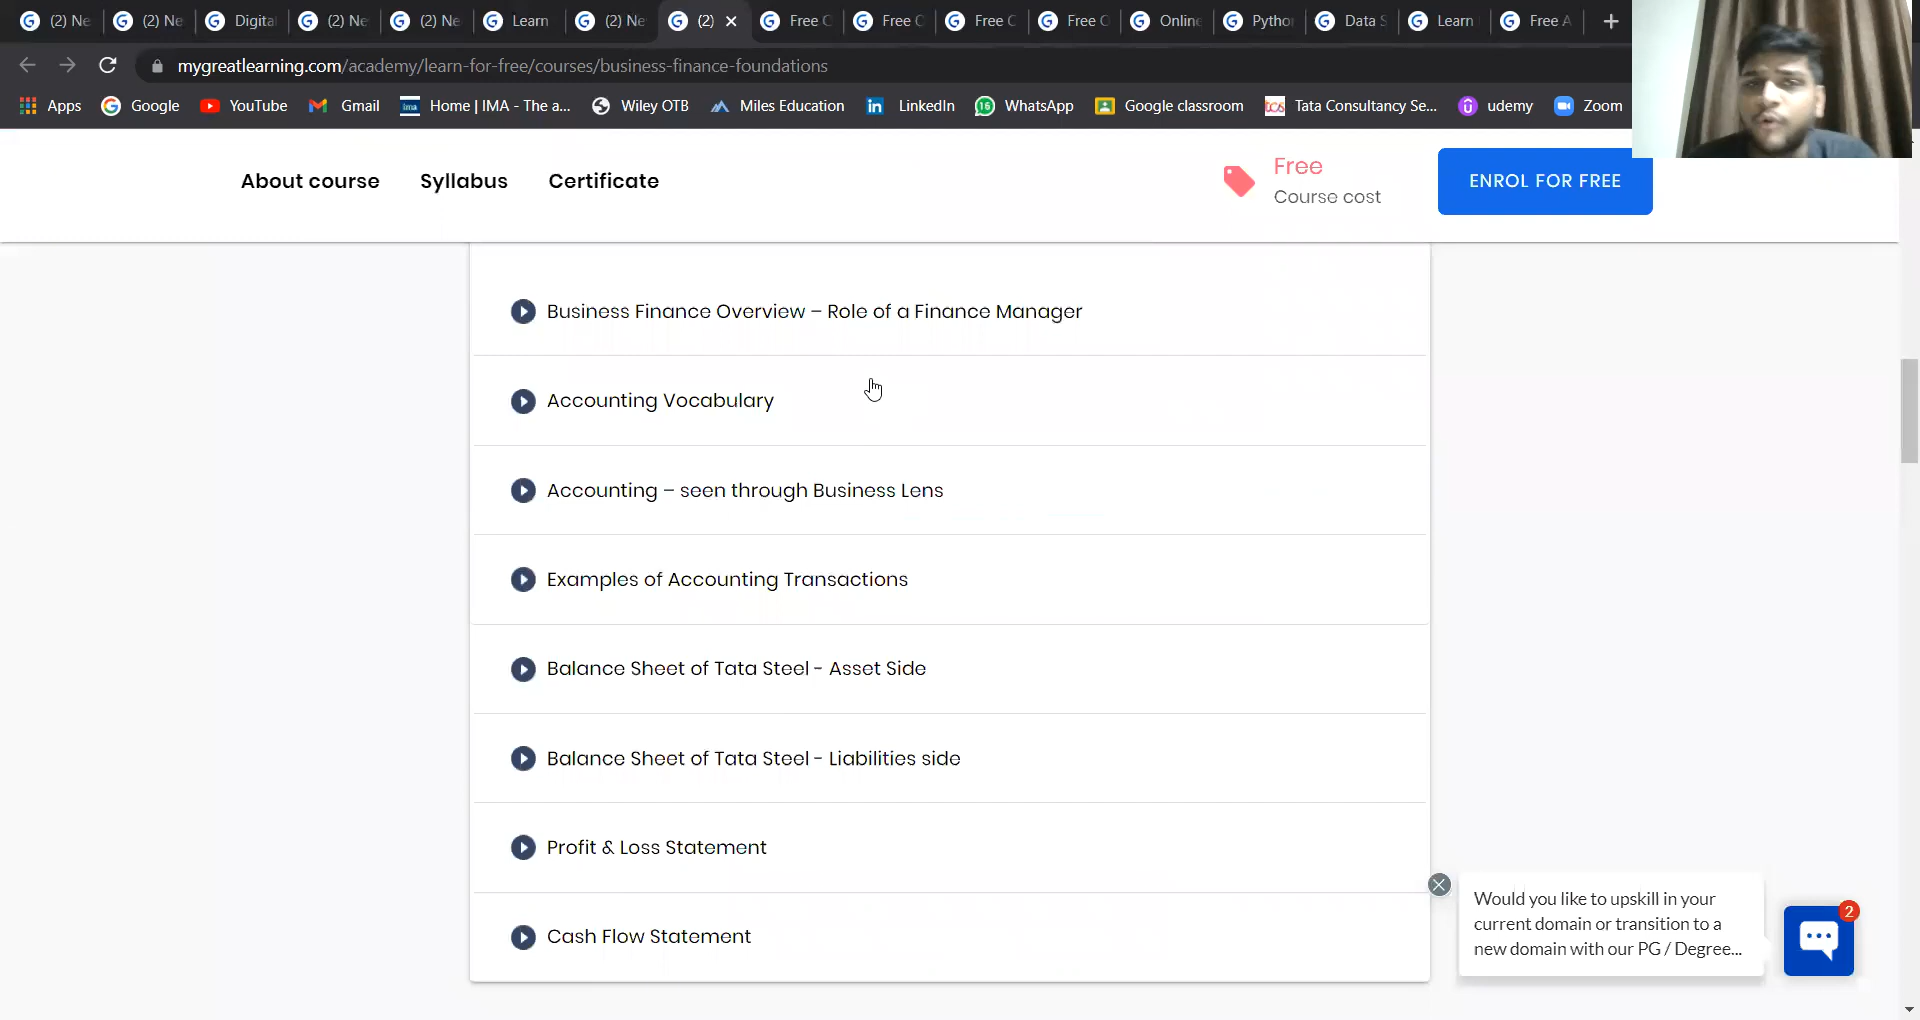 (2) Ne
(2) Ne
Digital
(2) Ne
(2) Ne
Learn
(2) Ne
(2)
Free C
Free C
Free C
Free C
Online
Python
Data S
Learn
Free A
mygreatlearning.com/academy/learn-for-free/courses/business-finance-foundations
Apps
Google
YouTube
Gmail
ima
Home | IMA - The a...
Wiley OTB
Miles Education
in
LinkedIn
16
WhatsApp
Google classroom
tcs
Tata Consultancy Se...
udemy
Zoom
About course
Syllabus
Certificate
Free
Course cost
ENROL FOR FREE
Business Finance Overview – Role of a Finance Manager
Accounting Vocabulary
Accounting – seen through Business Lens
Examples of Accounting Transactions
Balance Sheet of Tata Steel - Asset Side
Balance Sheet of Tata Steel - Liabilities side
Profit & Loss Statement
Cash Flow Statement
Would you like to upskill in your
current domain or transition to a
new domain with our PG / Degree...
2